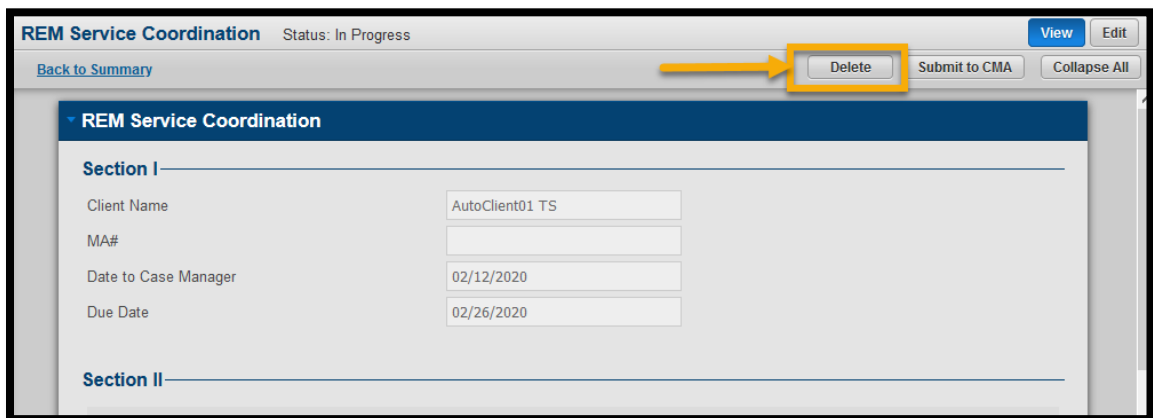 REM Service Coordination Status: In Progress View Edit
Back to Summary Delete Submit to CMA Collapse All
REM Service Coordination
Section I
Client Name AutoClient01 TS
MA#
Date to Case Manager 02/12/2020
Due Date 02/26/2020
Section II